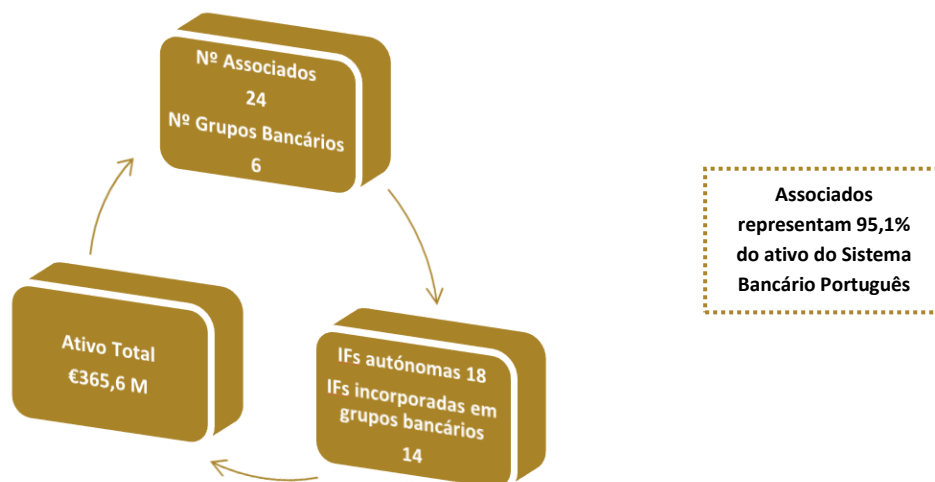 Nº Associados
24
Nº Grupos Bancários
6
Associados
representam 95,1%
do ativo do Sistema
Bancário Português
Ativo Total
€365,6 M
IFs autónomas 18
IFs incorporadas em
grupos bancários
14